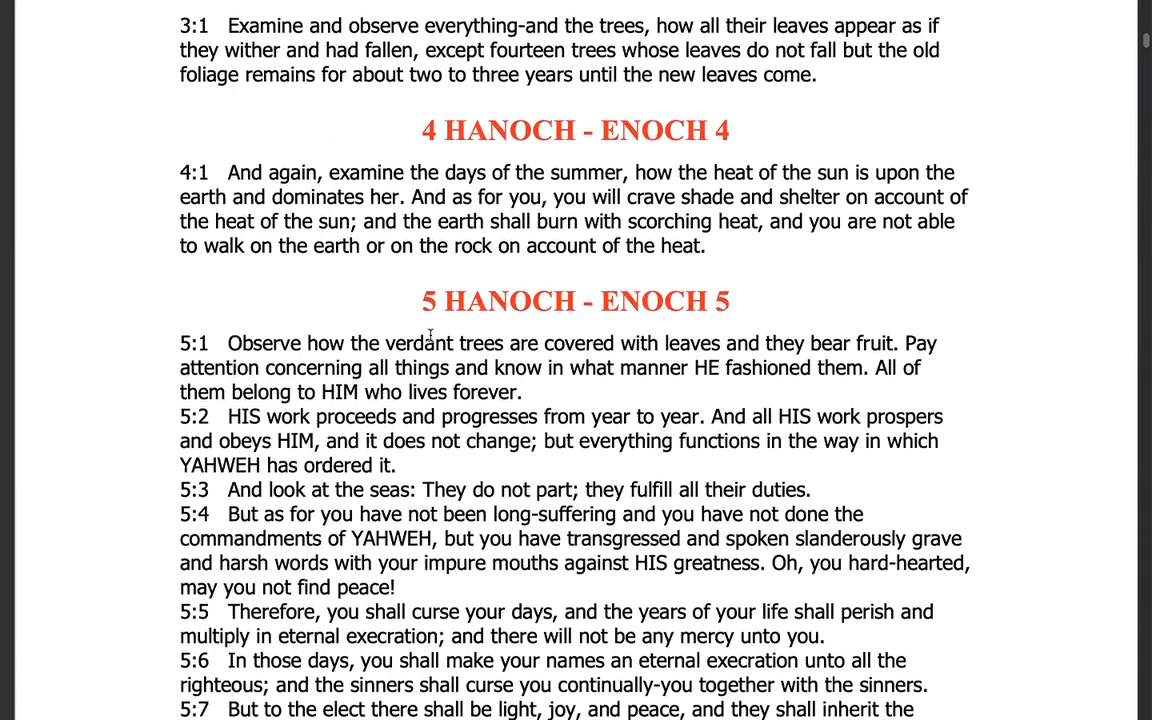 3:1 Examine and observe everything-and the trees, how all their leaves appear as if
they wither and had fallen, except fourteen trees whose leaves do not fall but the old
foliage remains for about two to three years until the new leaves come.
4 HANOCH - ENOCH 4
4:1 And again, examine the days of the summer, how the heat of the sun is upon the
earth and dominates her. And as for you, you will crave shade and shelter on account of
the heat of the sun; and the earth shall burn with scorching heat, and you are not able
to walk on the earth or on the rock on account of the heat.
5 HANOCH - ENOCH 5
5:1 Observe how the verdant trees are covered with leaves and they bear fruit. Pay
attention concerning all things and know in what manner HE fashioned them. All of
them belong to HIM who lives forever.
5:2 HIS work proceeds and progresses from year to year. And all HIS work prospers
and obeys HIM, and it does not change; but everything functions in the way in which
YAHWEH has ordered it.
5:3 And look at the seas: They do not part; they fulfill all their duties.
5:4 But as for you have not been long-suffering and you have not done the
commandments of YAHWEH, but you have transgressed and spoken slanderously grave
and harsh words with your impure mouths against HIS greatness. Oh, you hard-hearted,
may you not find peace!
5:5 Therefore, you shall curse your days, and the years of your life shall perish and
multiply in eternal execration; and there will not be any mercy unto you.
5:6 In those days, you shall make your names an eternal execration unto all the
righteous; and the sinners shall curse you continually-you together with the sinners.
5:7 But to the elect there shall be light, joy, and peace, and they shall inherit the